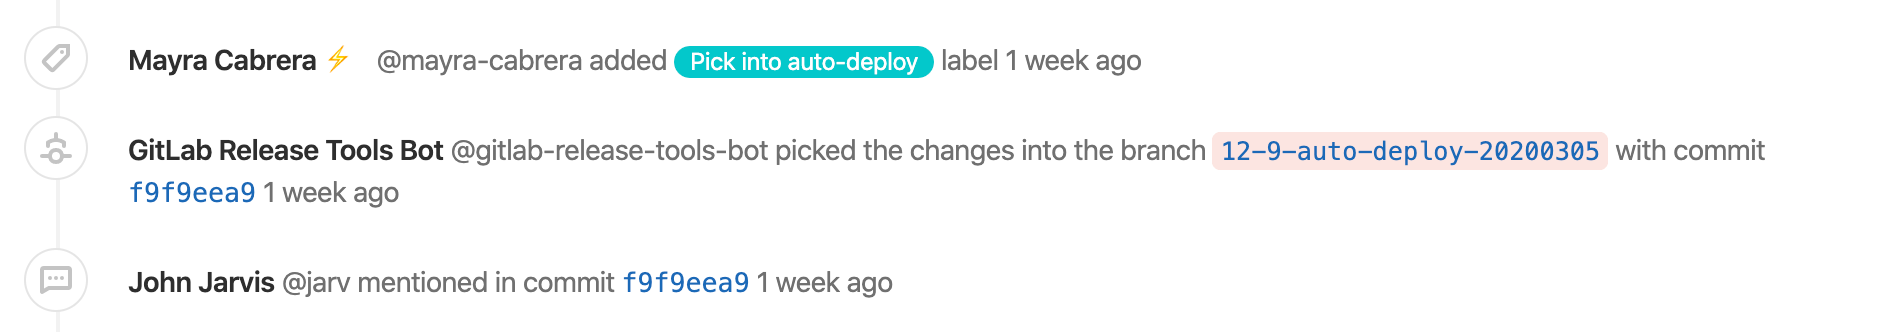 Mayra Cabrera ⚡ @mayra-cabrera added Pick into auto-deploy label 1 week ago
GitLab Release Tools Bot @gitlab-release-tools-bot picked the changes into the branch 12-9-auto-deploy-20200305 with commit
f9f9eea9 1 week ago
John Jarvis @jarv mentioned in commit f9f9eea9 1 week ago